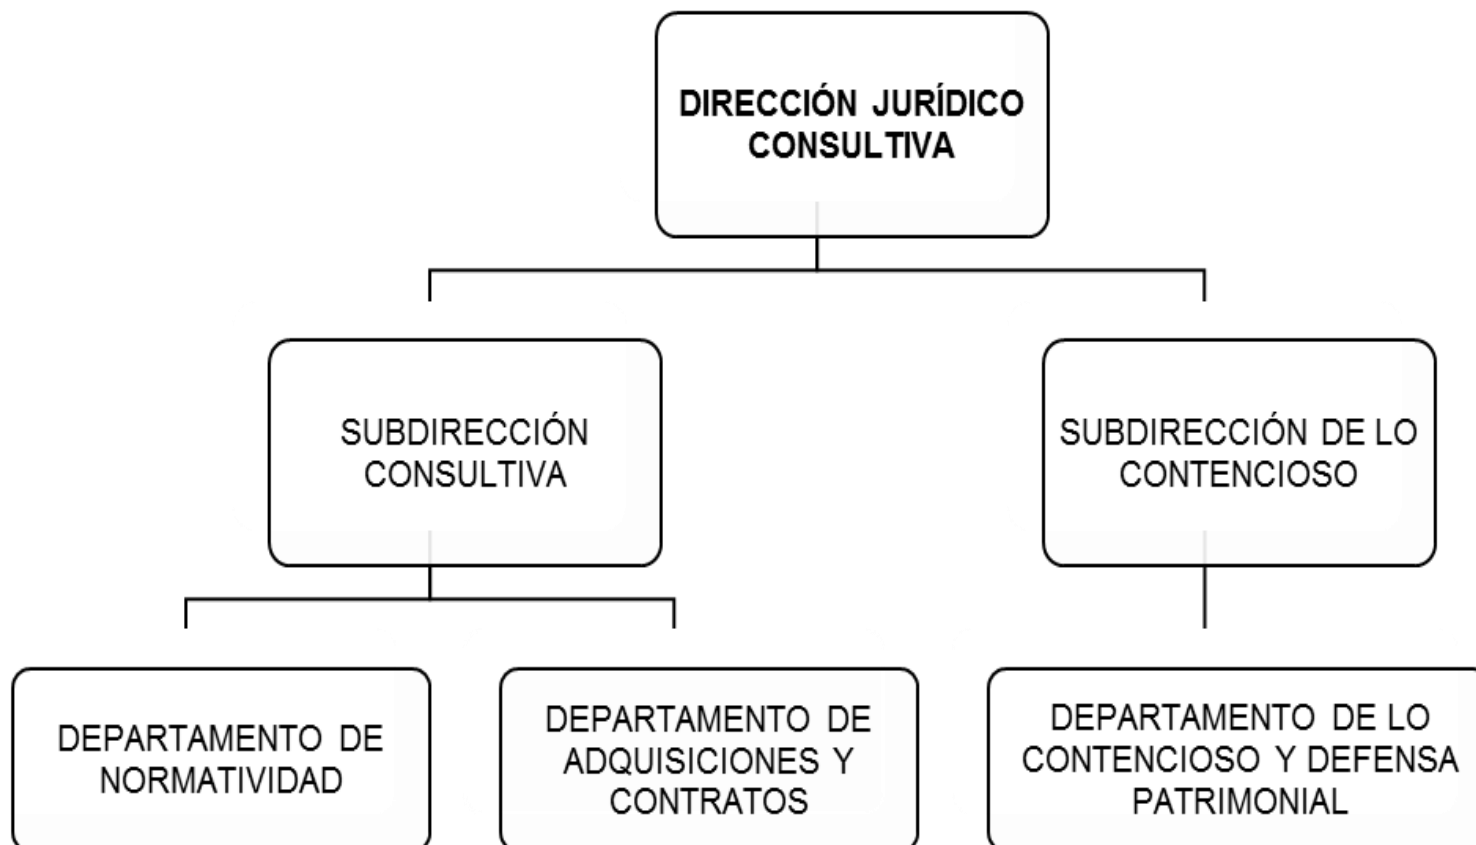 DIRECCIÓN JURÍDICO
CONSULTIVA
SUBDIRECCIÓN
CONSULTIVA
SUBDIRECCIÓN DE LO
CONTENCIOSO
DEPARTAMENTO DE
NORMATIVIDAD
DEPARTAMENTO DE
ADQUISICIONES Y
CONTRATOS
DEPARTAMENTO DE LO
CONTENCIOSO Y DEFENSA
PATRIMONIAL